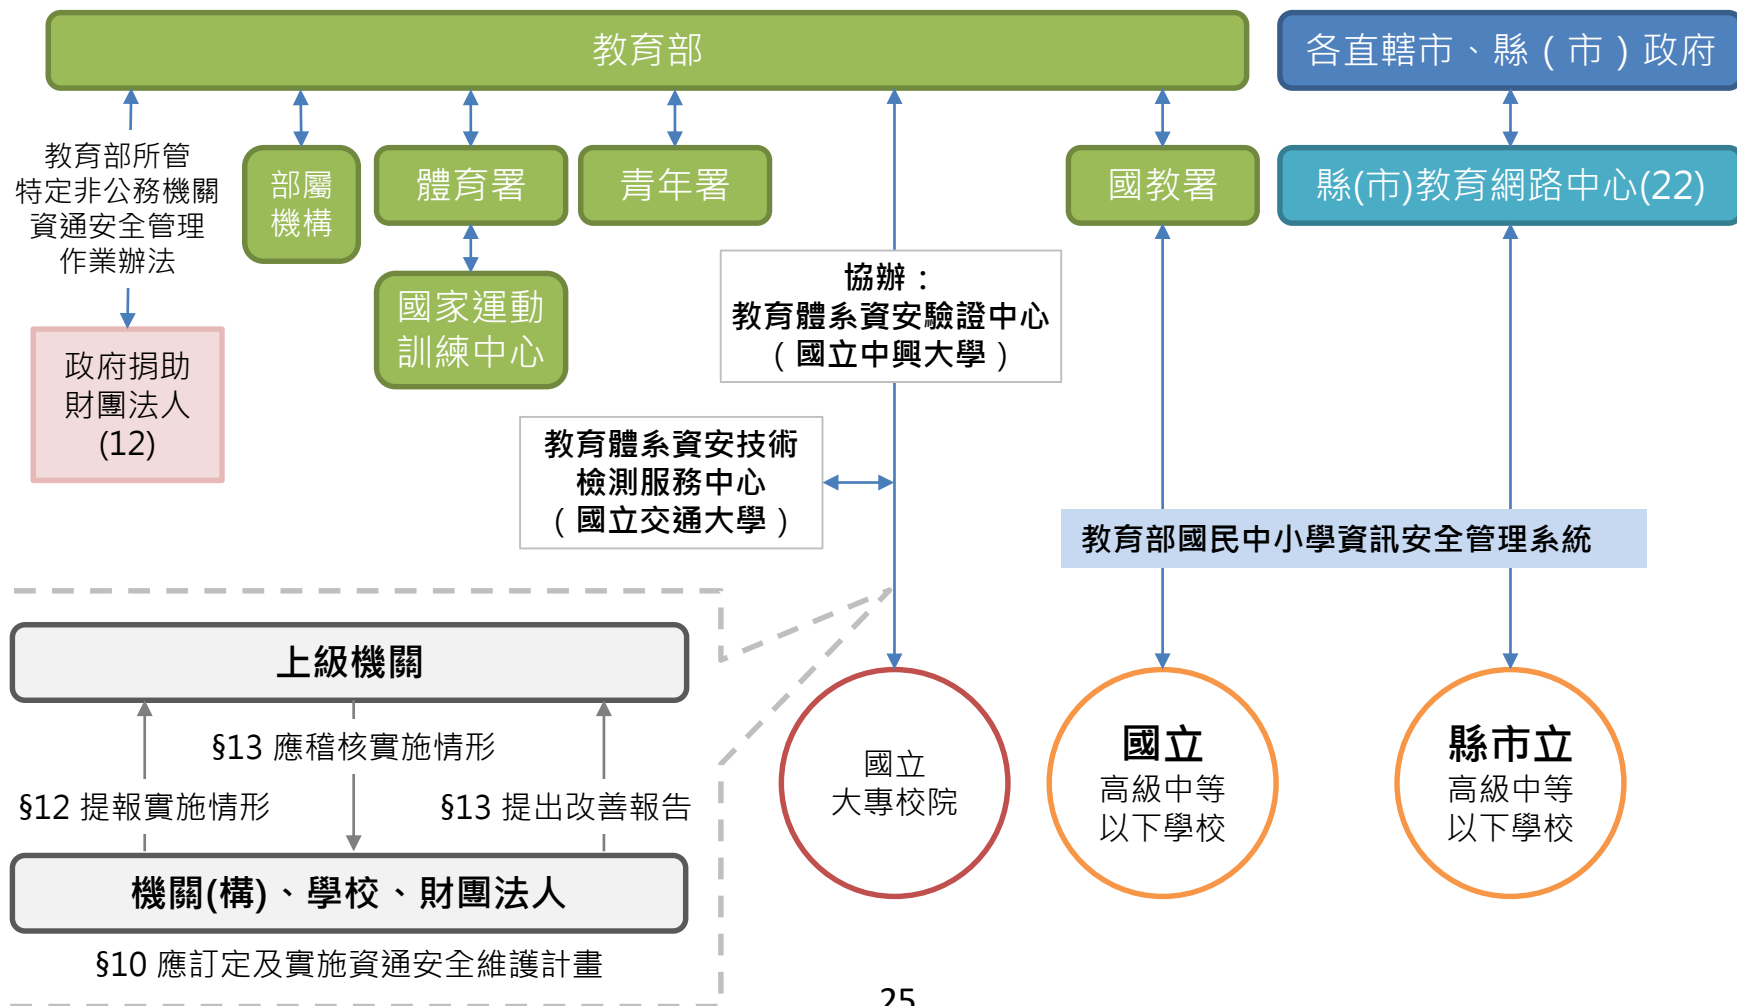 教育部
各直轄市、縣（市）政府
教育部所管
特定非公務機關
資通安全管理
作業辦法
部屬
機構
體育署
青年署
國教署
縣(市)教育網路中心(22)
國家運動
訓練中心
協辦：
教育體系資安驗證中心
（國立中興大學）
政府捐助
財團法人
(12)
教育體系資安技術
檢測服務中心
（國立交通大學）
教育部國民中小學資訊安全管理系統
上級機關
§13 應稽核實施情形
§12 提報實施情形
§13 提出改善報告
機關(構)、學校、財團法人
§10 應訂定及實施資通安全維護計畫
國立
大專校院
國立
高級中等
以下學校
縣市立
高級中等
以下學校
25